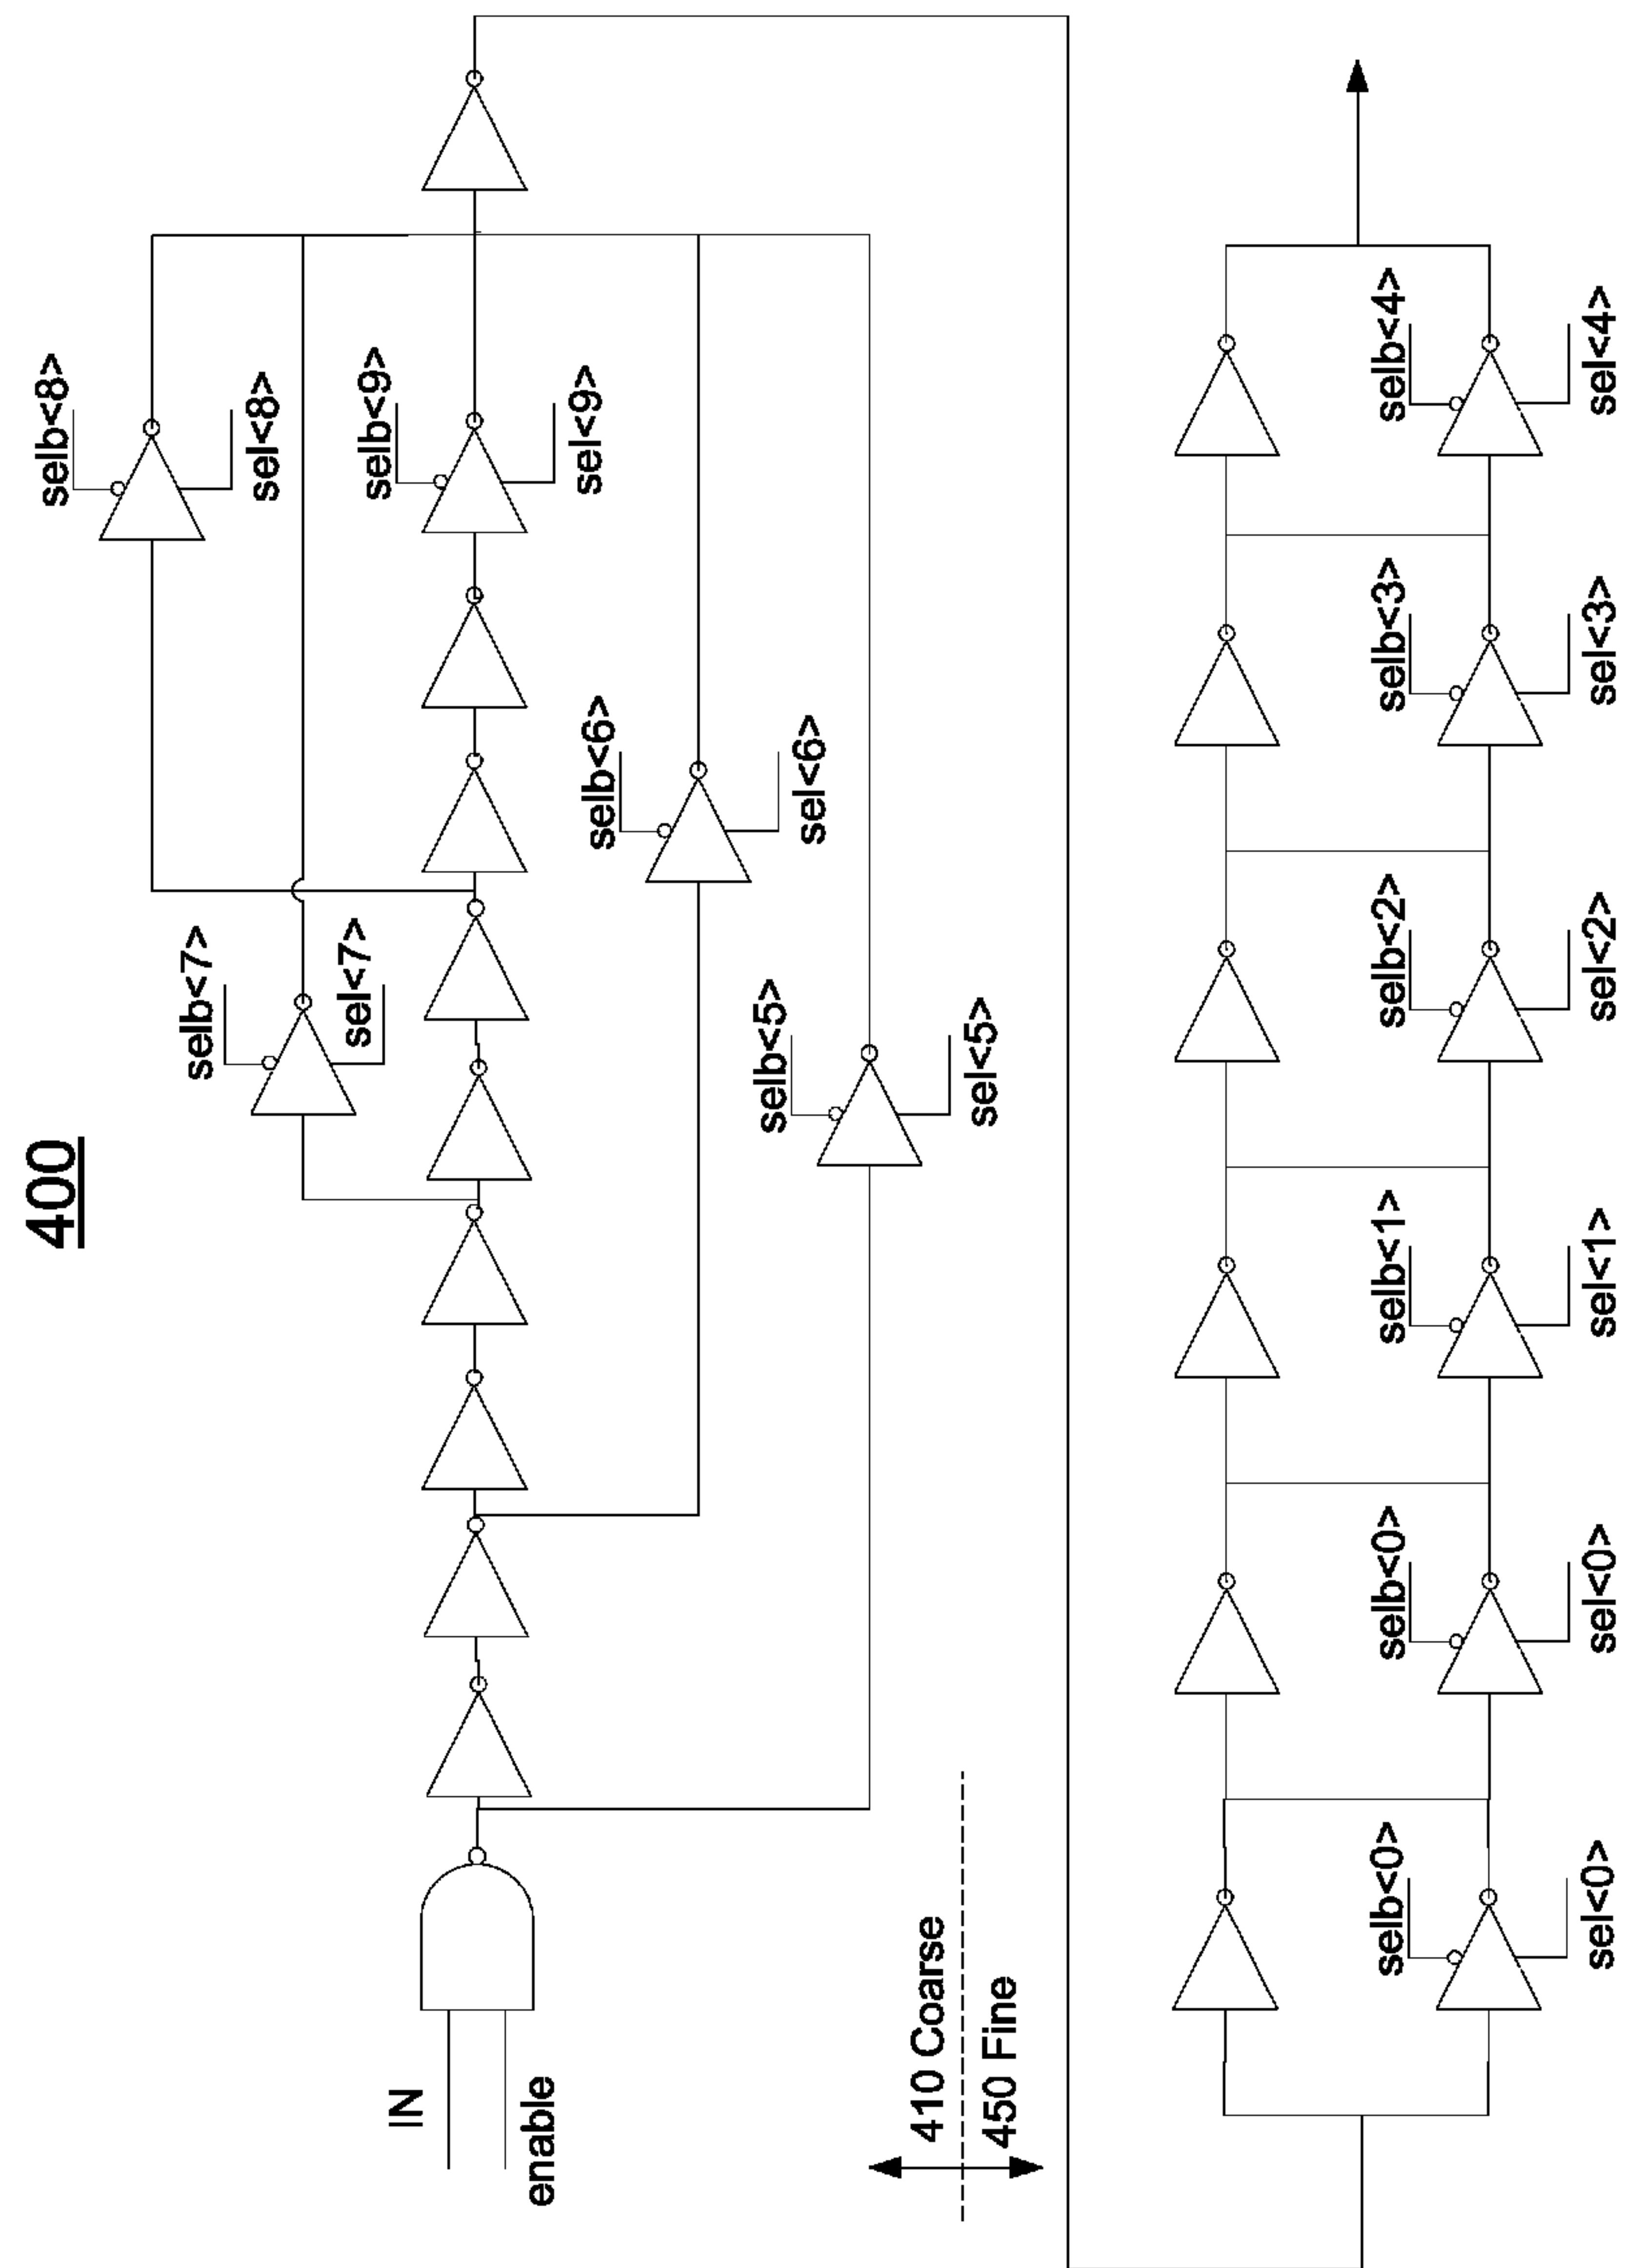 400
selb<8>
sel<8>
selb<7>
sel<7>
selb<9>
sel<9>
selb<6>
sel<6>
selb<5>
sel<5>
IN
enable
410 Coarse
450 Fine
selb<0>
sel<0>
selb<0>
sel<0>
selb<1>
sel<1>
selb<2>
sel<2>
selb<3>
sel<3>
selb<4>
sel<4>